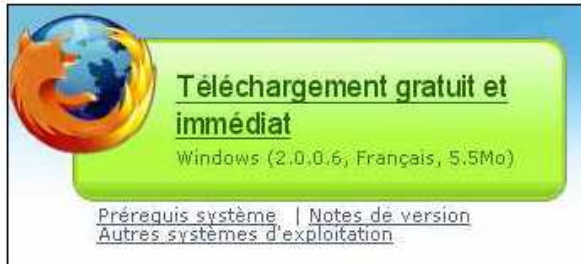 Téléchargement gratuit et
immédiat
Windows (2.0.0.6, Français, 5.5Mo)
Prérequis système | Notes de version
Autres systèmes d'exploitation